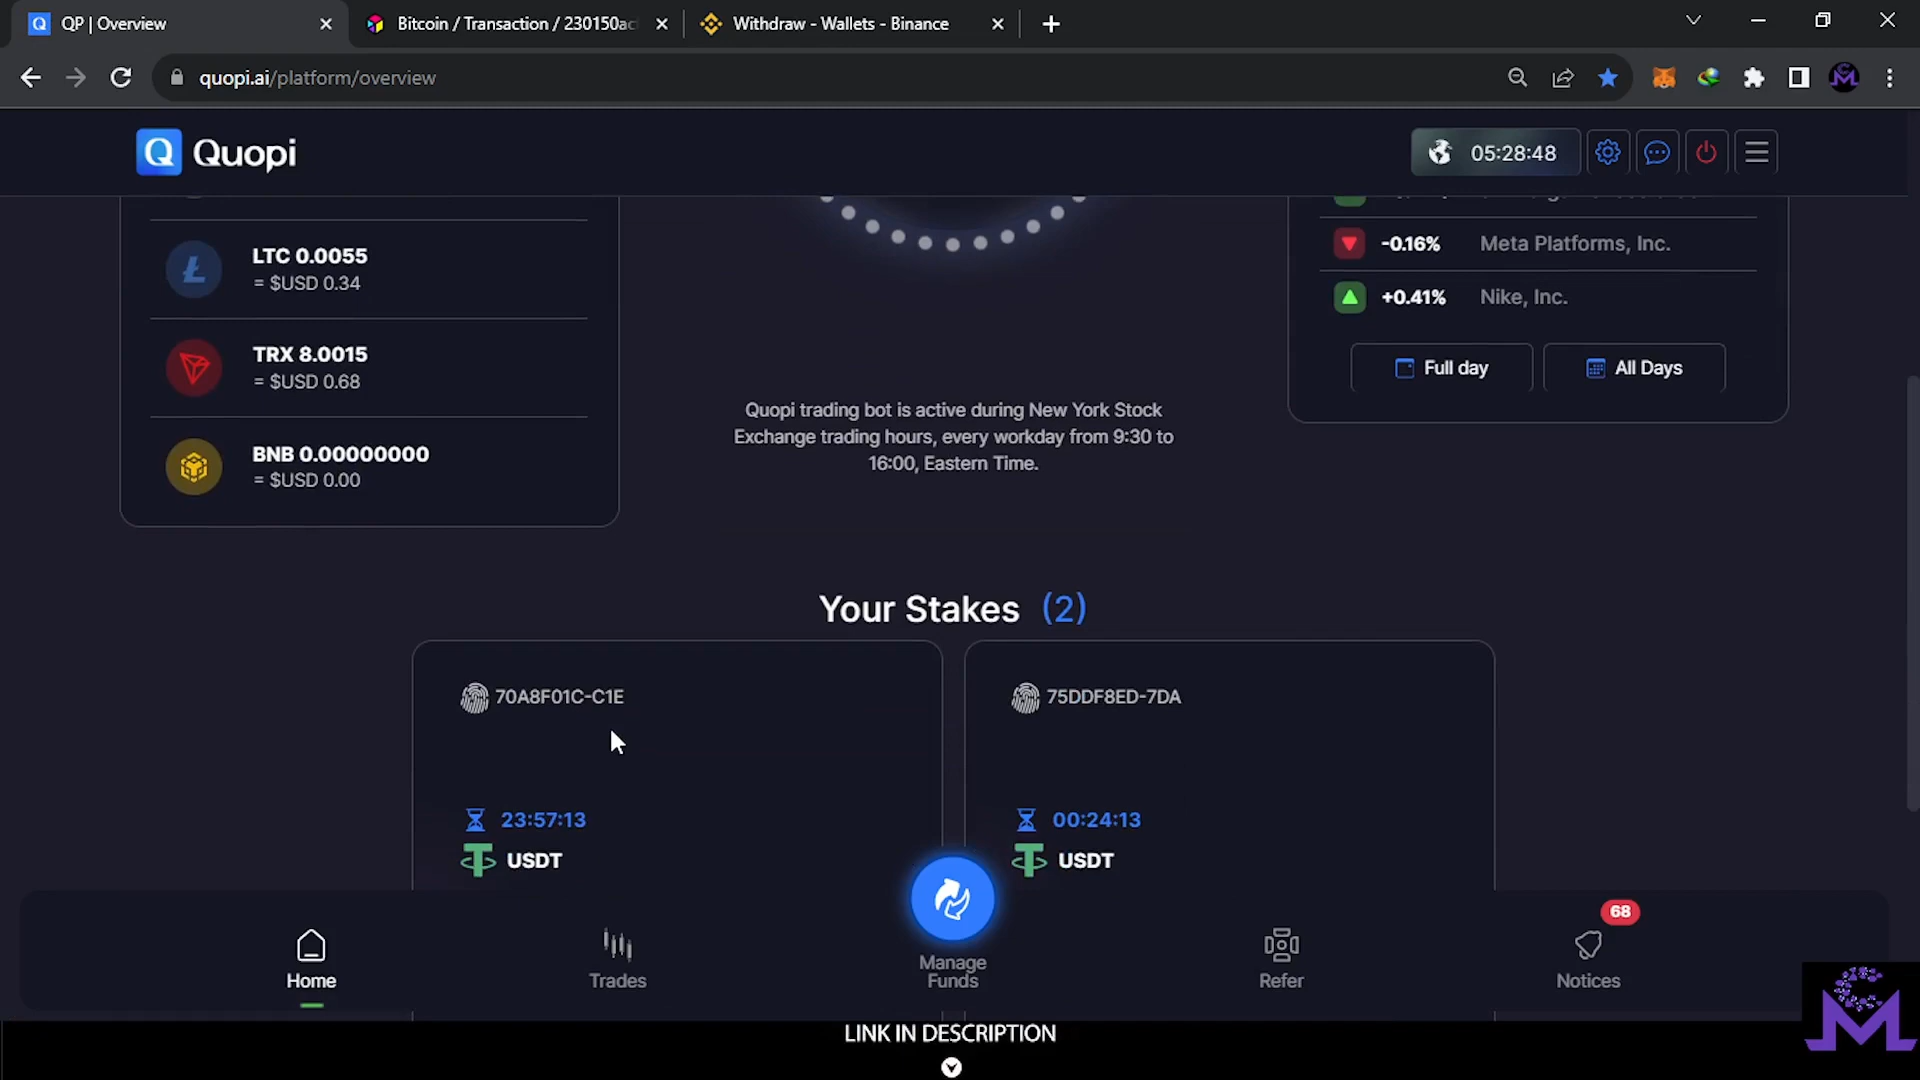 QP | Overview
Bitcoin / Transaction / 230150ac
Withdraw - Wallets - Binance
quopi.ai/platform/overview
Quopi
05:28:48
LTC 0.0055
= $USD 0.34
TRX 8.0015
= $USD 0.68
BNB 0.00000000
= $USD 0.00
Quopi trading bot is active during New York Stock
Exchange trading hours, every workday from 9:30 to
16:00, Eastern Time.
-0.16% Meta Platforms, Inc.
+0.41% Nike, Inc.
Full day
All Days
Your Stakes (2)
70A8F01C-C1E
23:57:13
USDT
75DDF8ED-7DA
00:24:13
USDT
Home
Trades
Manage
Funds
Refer
68
Notices
LINK IN DESCRIPTION